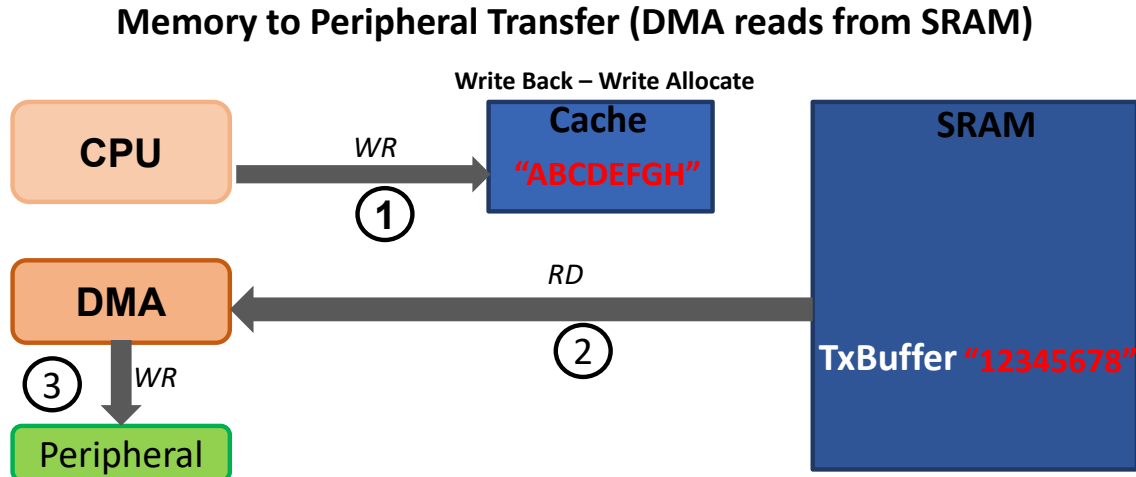 Memory to Peripheral Transfer (DMA reads from SRAM)
Write Back – Write Allocate
CPU
WR
1
Cache
“ABCDEFGH”
SRAM
DMA
RD
2
TxBuffer “12345678”
3
WR
Peripheral